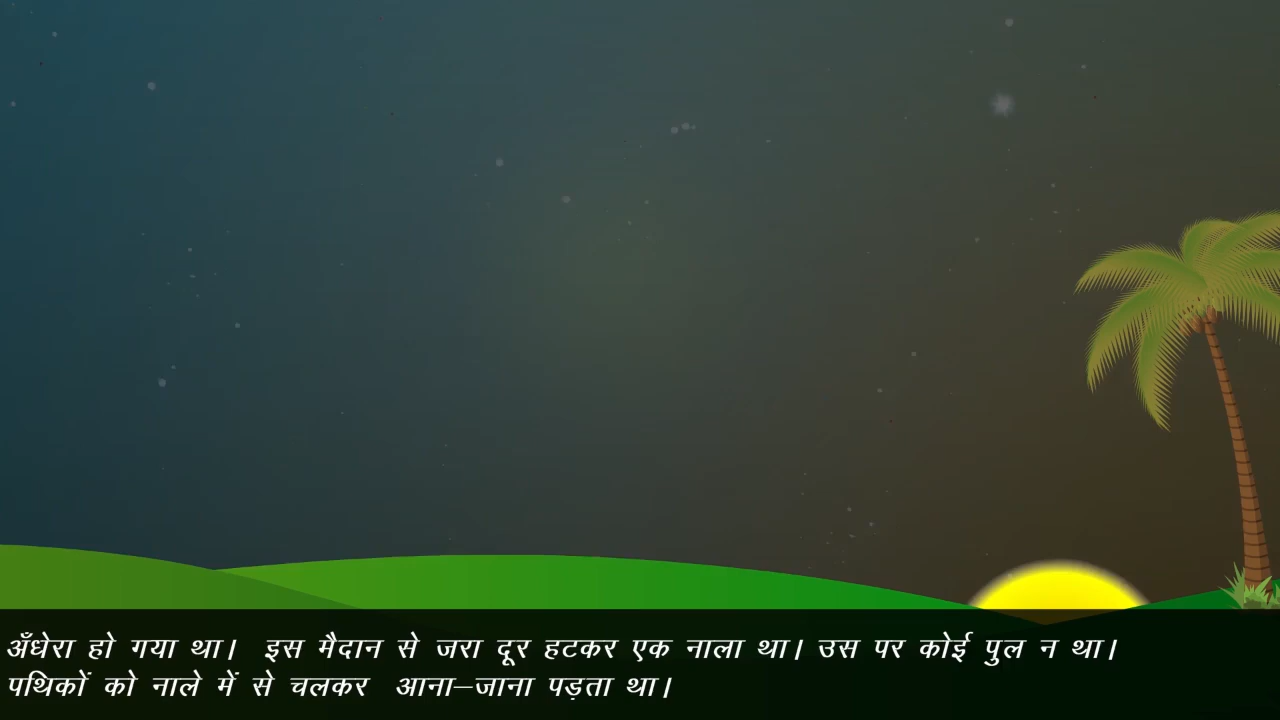 अँधेरा हो गया था। इस मैदान से जरा दूर हटकर एक नाला था। उस पर कोई पुल न था।
पथिकों को नाले में से चलकर आना–जाना पड़ता था।